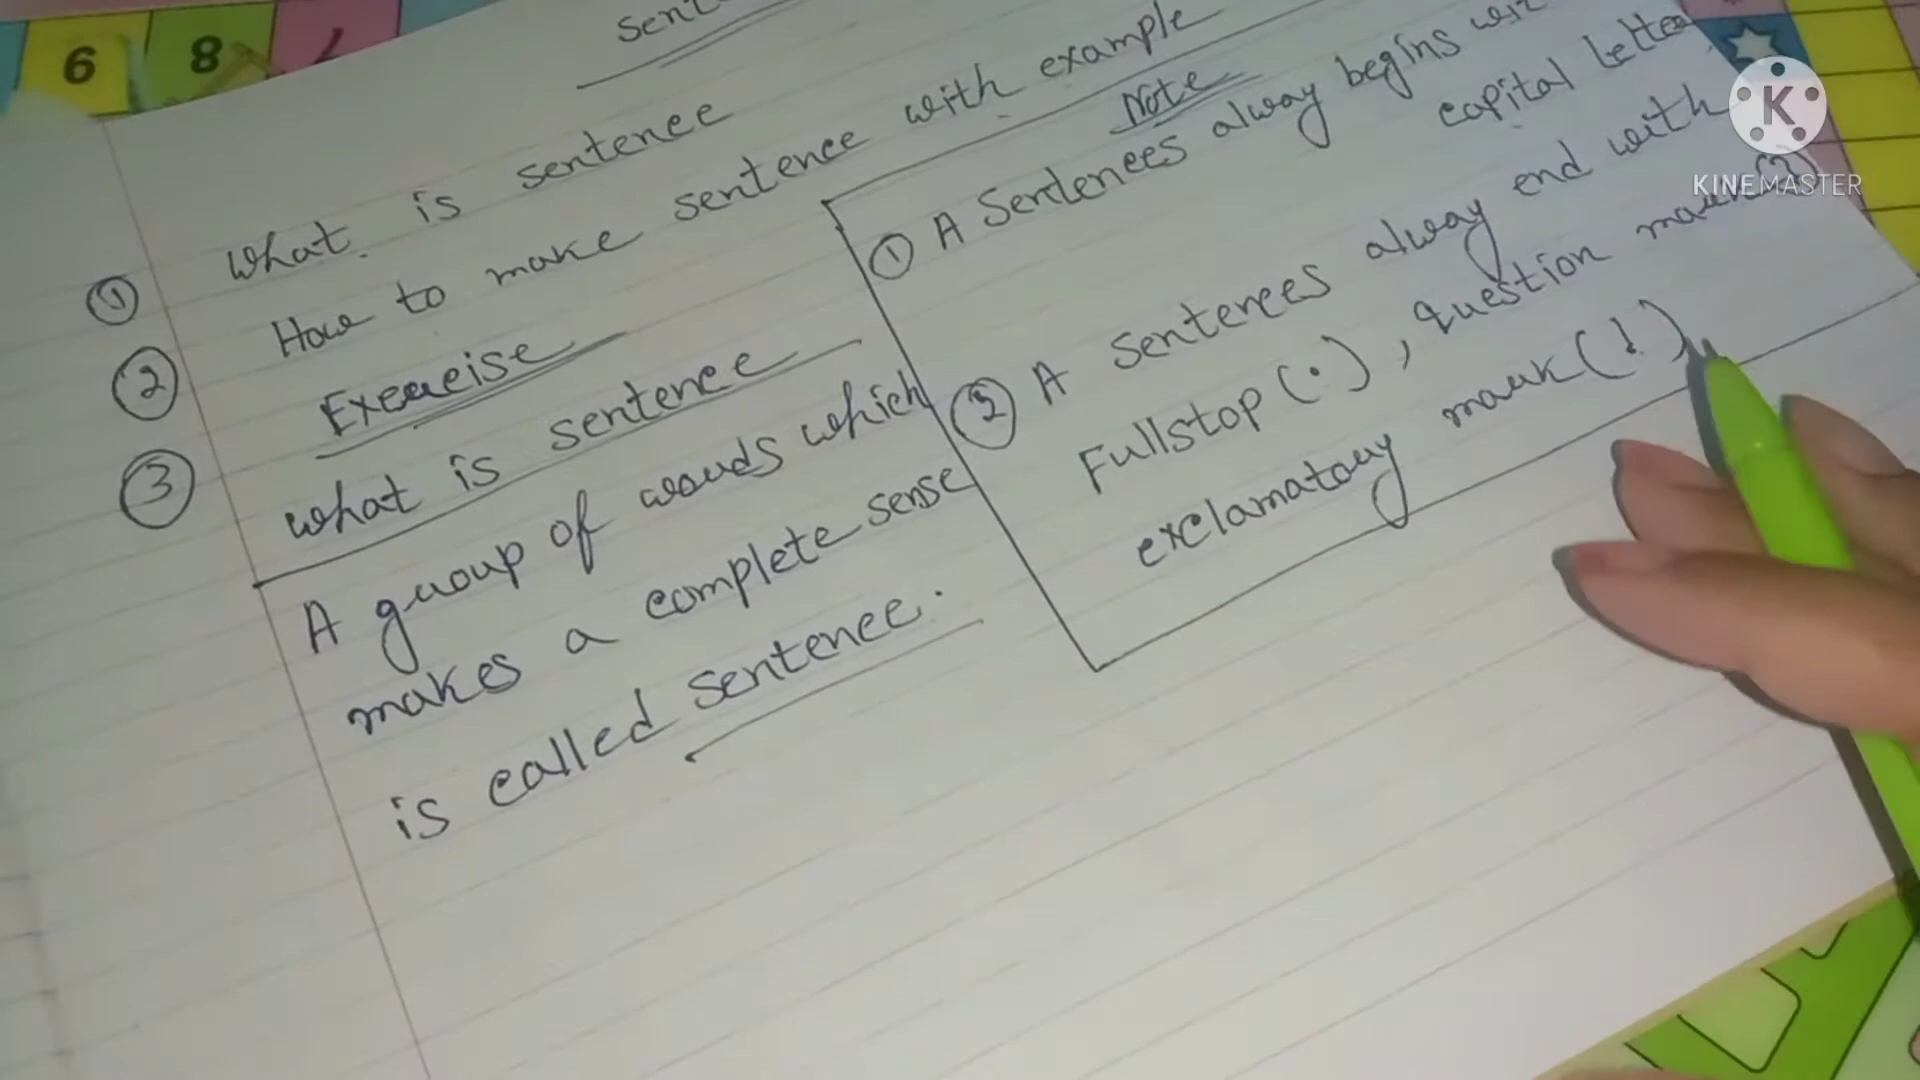 6 8
① What is sentence
② How to make sentence with example
③ Exercise
what is sentence
A group of words which
makes a complete sense
is called sentence.
Note
① A Sentences alway begins
capital letter
② A Sentences alway end with
Fullstop (.), question mark (?)
exclamatory mark (!)
K
KINEMASTER